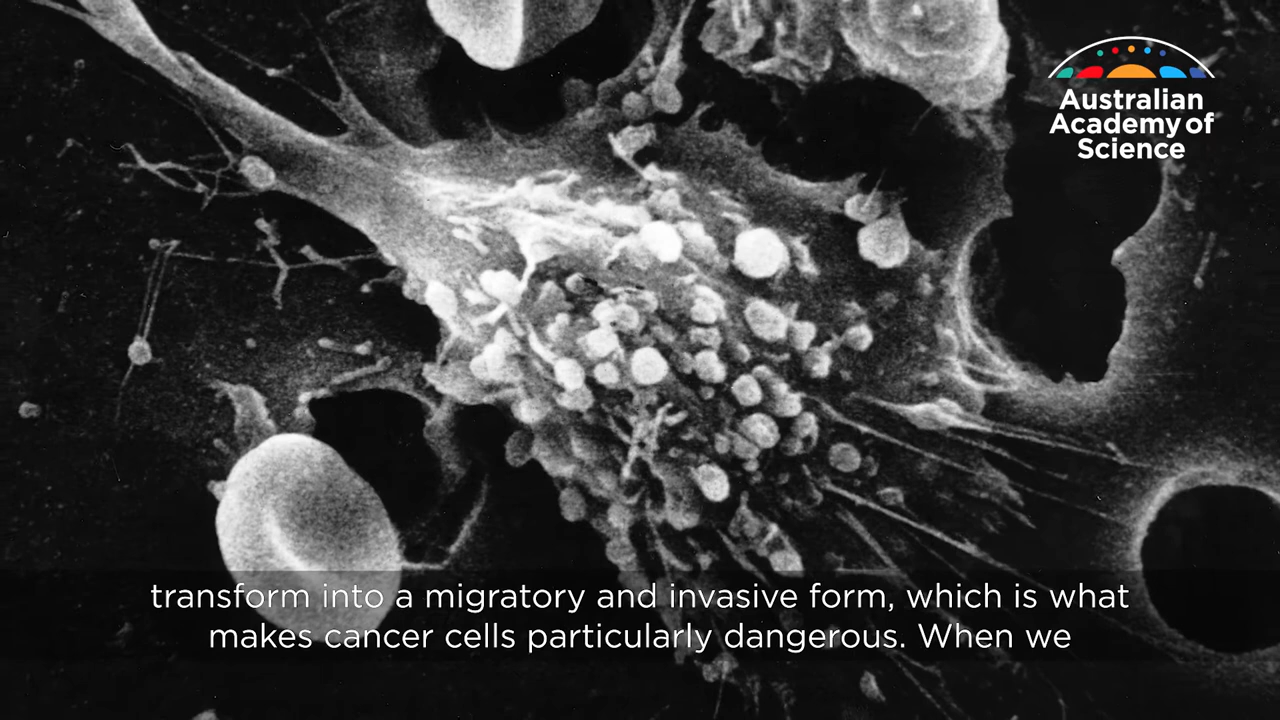 Australian
Academy of
Science
transform into a migratory and invasive form, which is what
makes cancer cells particularly dangerous. When we